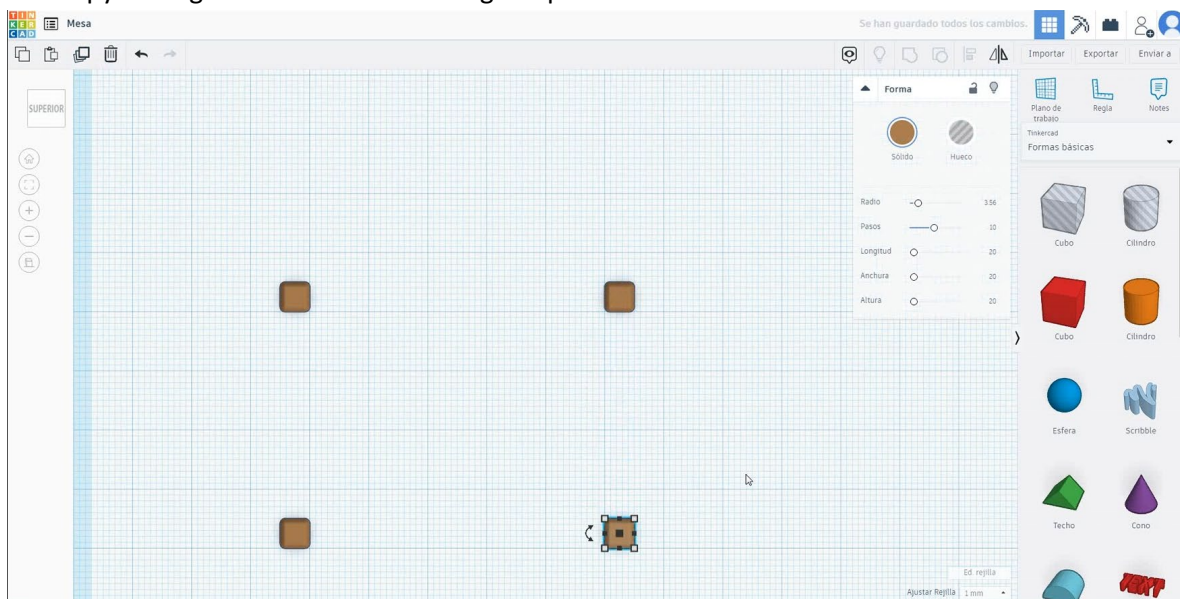 TIN
KER
CAD
Mesa
Se han guardado todos los cambios.
Importar
Exportar
Enviar a
SUPERIOR
Forma
Sólido
Hueco
Radio
3.56
Pasos
10
Longitud
20
Anchura
20
Altura
20
Plano de
trabajo
Regla
Notes
Tinkercad
Formas básicas
Cubo
Cilindro
Cubo
Cilindro
Esfera
Scribble
Techo
Cono
TEXT
Ed. rejilla
Ajustar Rejilla
1 mm